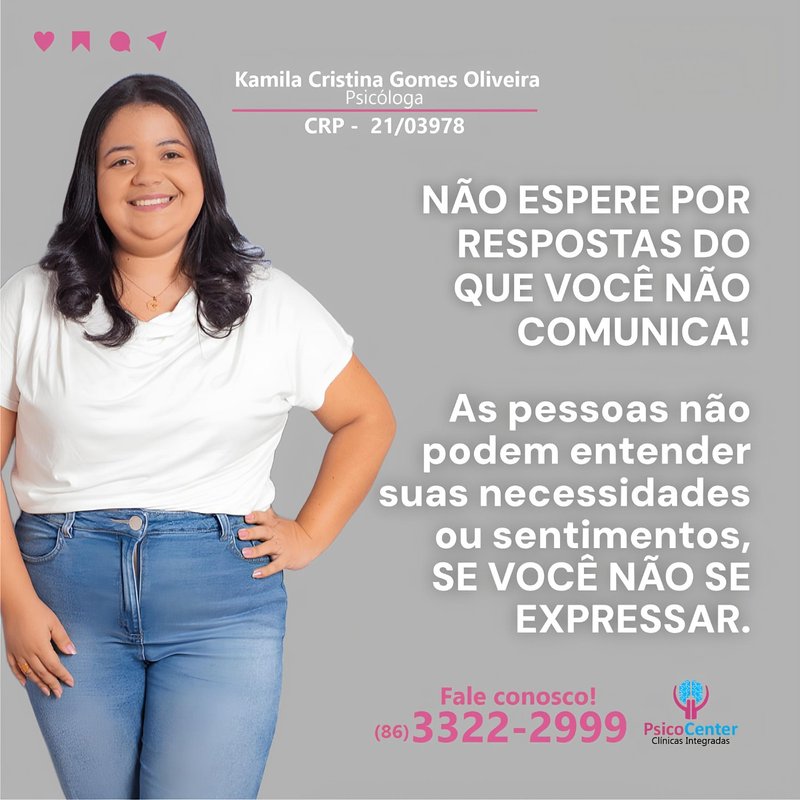 Kamila Cristina Gomes Oliveira
Psicóloga
CRP - 21/03978
NÃO ESPERE POR
RESPOSTAS DO
QUE VOCÊ NÃO
COMUNICA!
As pessoas não
podem entender
suas necessidades
ou sentimentos,
SE VOCÊ NÃO SE
EXPRESSAR.
Fale conosco!
(86) 3322-2999
PsicoCenter
Clínicas Integradas